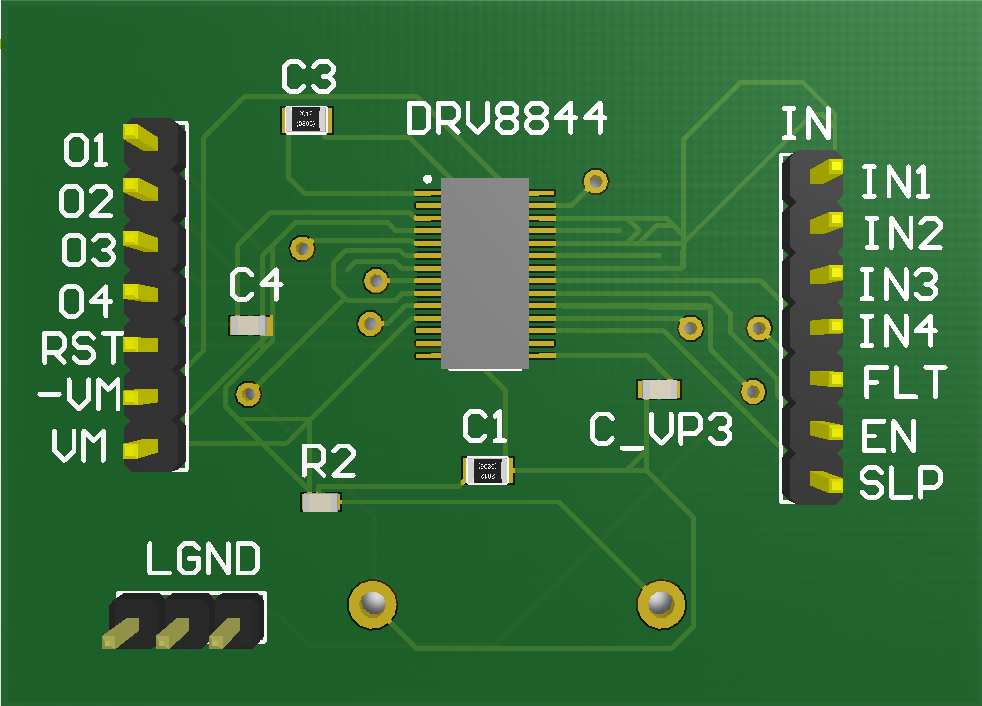 C3
DRV8844
IN
O1
O2
O3
O4
RST
-VM
VM
C4
IN1
IN2
IN3
IN4
FLT
EN
SLP
C1
C_VP3
R2
LGND